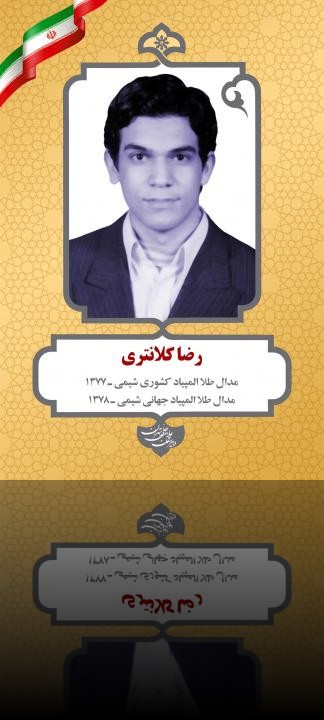 رضا کلانتری
مدال طلا المپیاد کشوری شیمی ـ ۱۳۷۷
مدال طلا المپیاد جهانی شیمی ـ ۱۳۷۸